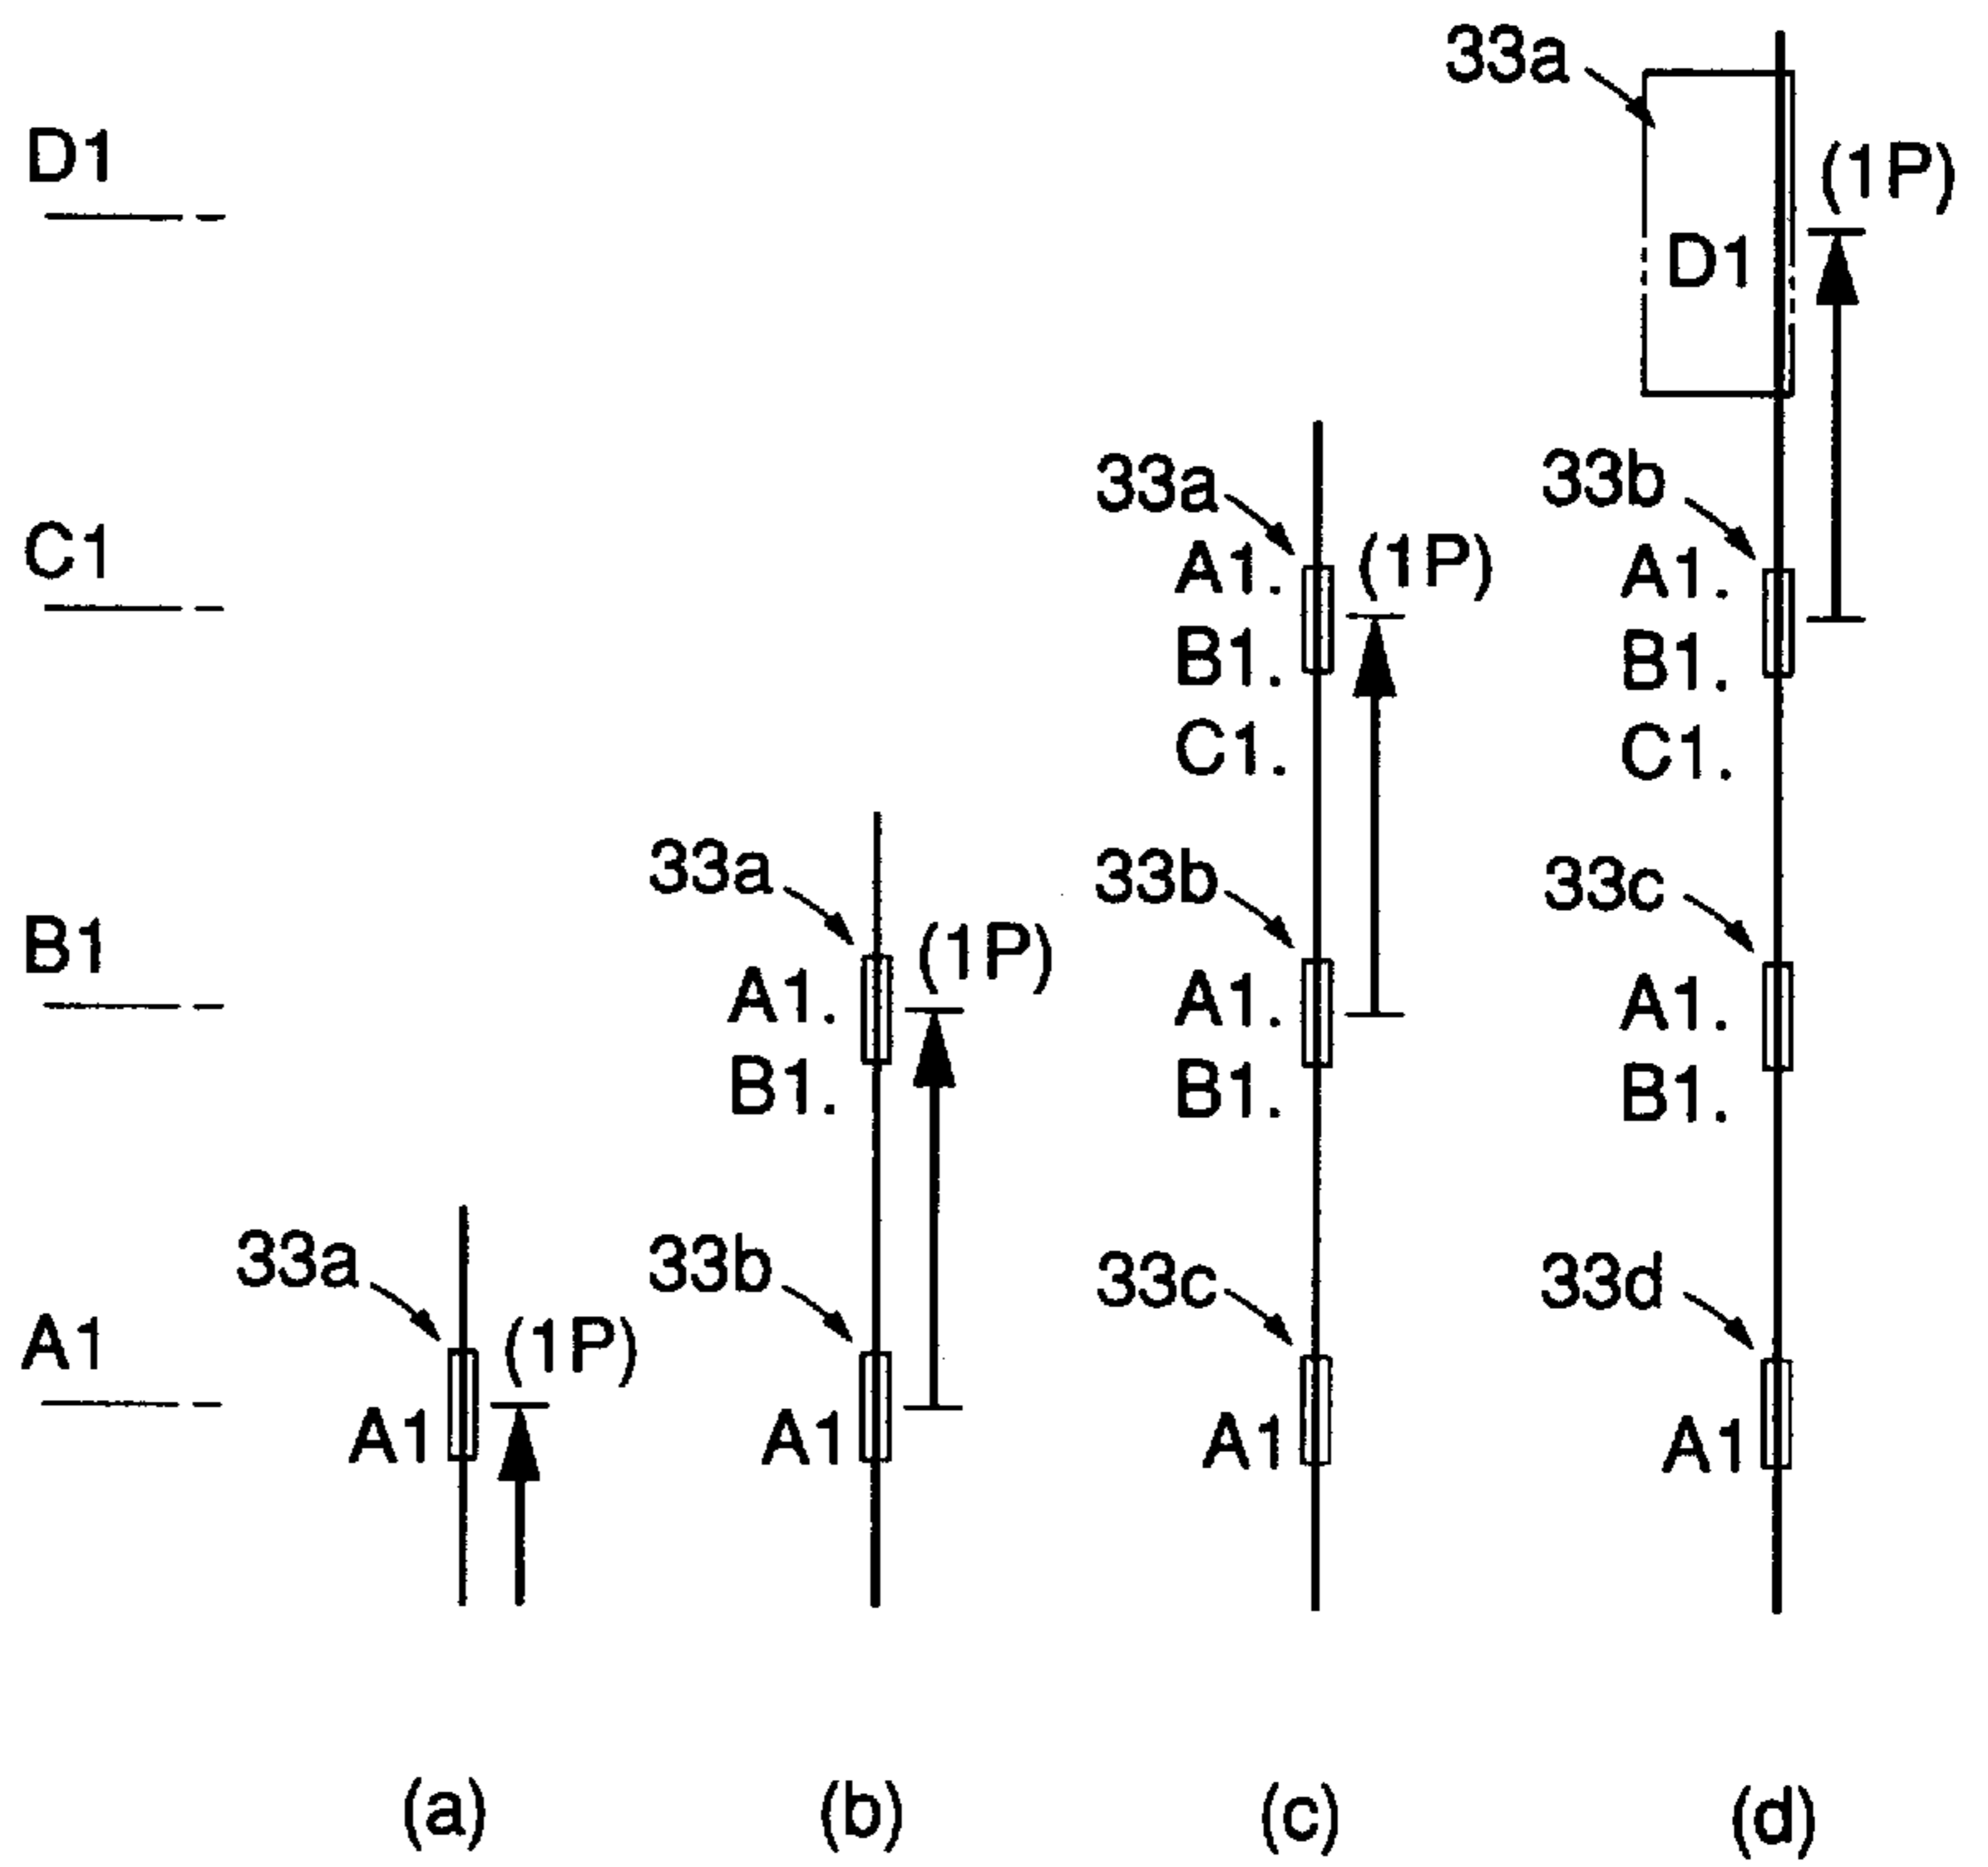 D1
C1
B1
A1
33a
(1P)
A1
(a)
33a
(1P)
A1.
B1.
33b
A1
(b)
33a
(1P)
A1.
B1.
C1.
33b
A1.
B1.
33c
A1
(c)
33a
(1P)
D1
33b
A1.
B1.
C1.
33c
A1.
B1.
33d
A1
(d)